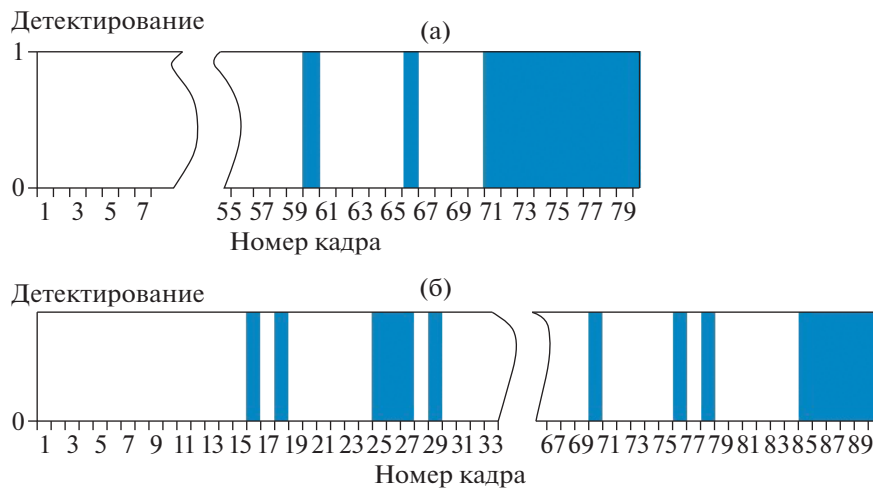 Детектирование
(а)
1
0
1 3 5 7 55 57 59 61 63 65 67 69 71 73 75 77 79
Номер кадра
Детектирование
(б)
0
1 3 5 7 9 11 13 15 17 19 21 23 25 27 29 31 33 67 69 71 73 75 77 79 81 83 85 87 89
Номер кадра